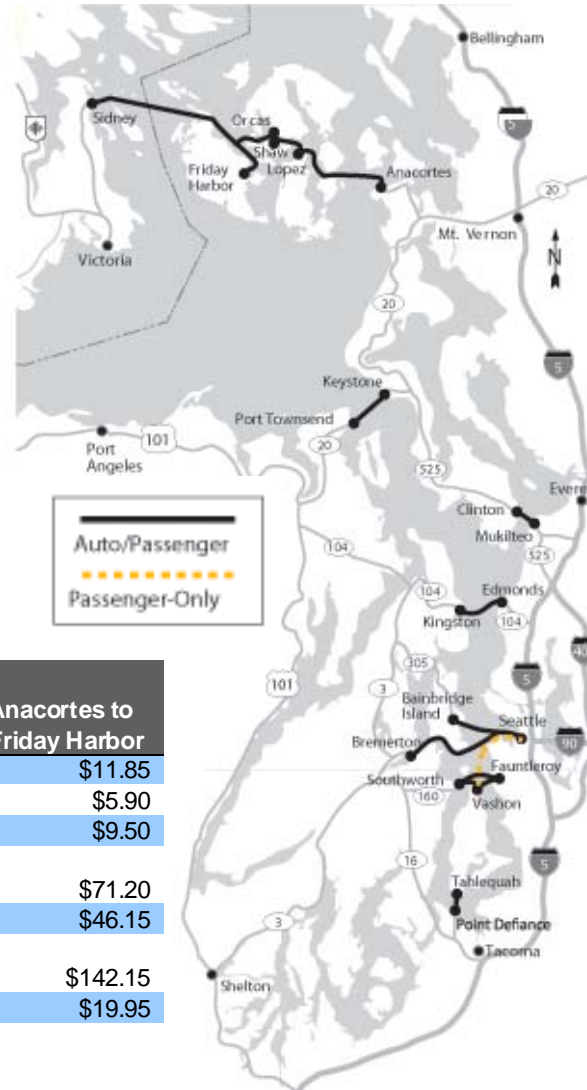 Bellingham
5
Sidney
Orcas
Shaw
Lopez
Friday
Harbor
Anacortes
20
Mt. Vernon
Victoria
N
20
5
Keystone
Port Townsend
101
20
Port
Angeles
525
Clinton
Mukilteo
525
Auto/Passenger
Passenger-Only
104
104
Edmonds
Kingston
104
305
5
101
3
Bainbridge
Island
Seattle
90
Bremerton
Fauntleroy
Southworth
160
Vashon
16
5
Tahlequah
Point Defiance
Tacoma
3
Shelton
to
Friday Harbor
$11.85
$5.90
$9.50
$71.20
$46.15
$142.15
$19.95